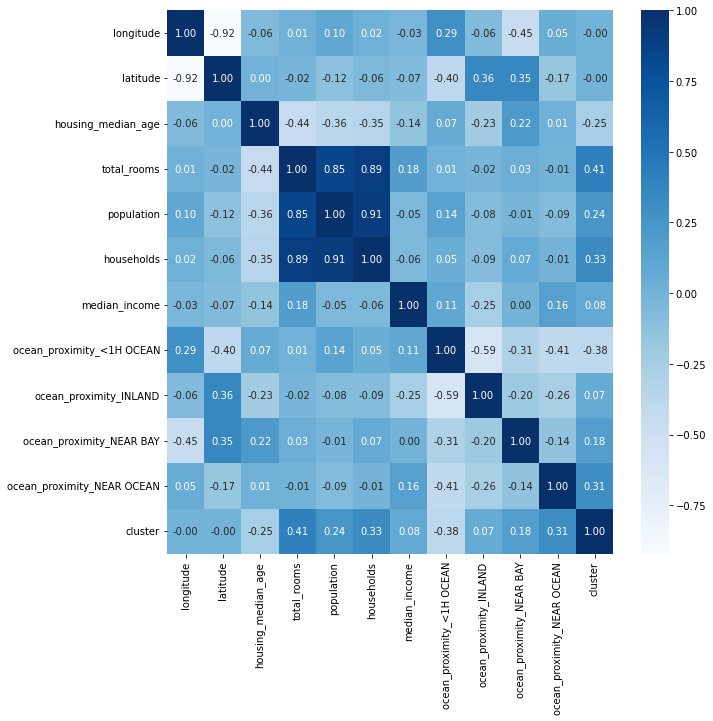 longitude 1.00 -0.92 -0.06 0.01 0.10 0.02 -0.03 0.29 -0.06 -0.45 0.05 -0.00
latitude -0.92 1.00 0.00 -0.02 -0.12 -0.06 -0.07 -0.40 0.36 0.35 -0.17 -0.00
housing_median_age -0.06 0.00 1.00 -0.44 -0.36 -0.35 -0.14 0.07 -0.23 0.22 0.01 -0.25
total_rooms 0.01 -0.02 -0.44 1.00 0.85 0.89 0.18 0.01 -0.02 0.03 -0.01 0.41
population 0.10 -0.12 -0.36 0.85 1.00 0.91 -0.05 0.14 -0.08 -0.01 -0.09 0.24
households 0.02 -0.06 -0.35 0.89 0.91 1.00 -0.06 0.05 -0.09 0.07 -0.01 0.33
median_income -0.03 -0.07 -0.14 0.18 -0.05 -0.06 1.00 0.11 -0.25 0.00 0.16 0.08
ocean_proximity_<1H OCEAN 0.29 -0.40 0.07 0.01 0.14 0.05 0.11 1.00 -0.59 -0.31 -0.41 -0.38
ocean_proximity_INLAND -0.06 0.36 -0.23 -0.02 -0.08 -0.09 -0.25 -0.59 1.00 -0.20 -0.26 0.07
ocean_proximity_NEAR BAY -0.45 0.35 0.22 0.03 -0.01 0.07 0.00 -0.31 -0.20 1.00 -0.14 0.18
ocean_proximity_NEAR OCEAN 0.05 -0.17 0.01 -0.01 -0.09 -0.01 0.16 -0.41 -0.26 -0.14 1.00 0.31
cluster -0.00 -0.00 -0.25 0.41 0.24 0.33 0.08 -0.38 0.07 0.18 0.31 1.00
longitude
latitude
housing_median_age
total_rooms
population
households
median_income
ocean_proximity_<1H OCEAN
ocean_proximity_INLAND
ocean_proximity_NEAR BAY
ocean_proximity_NEAR OCEAN
cluster
1.00
0.75
0.50
0.25
0.00
−0.25
−0.50
−0.75